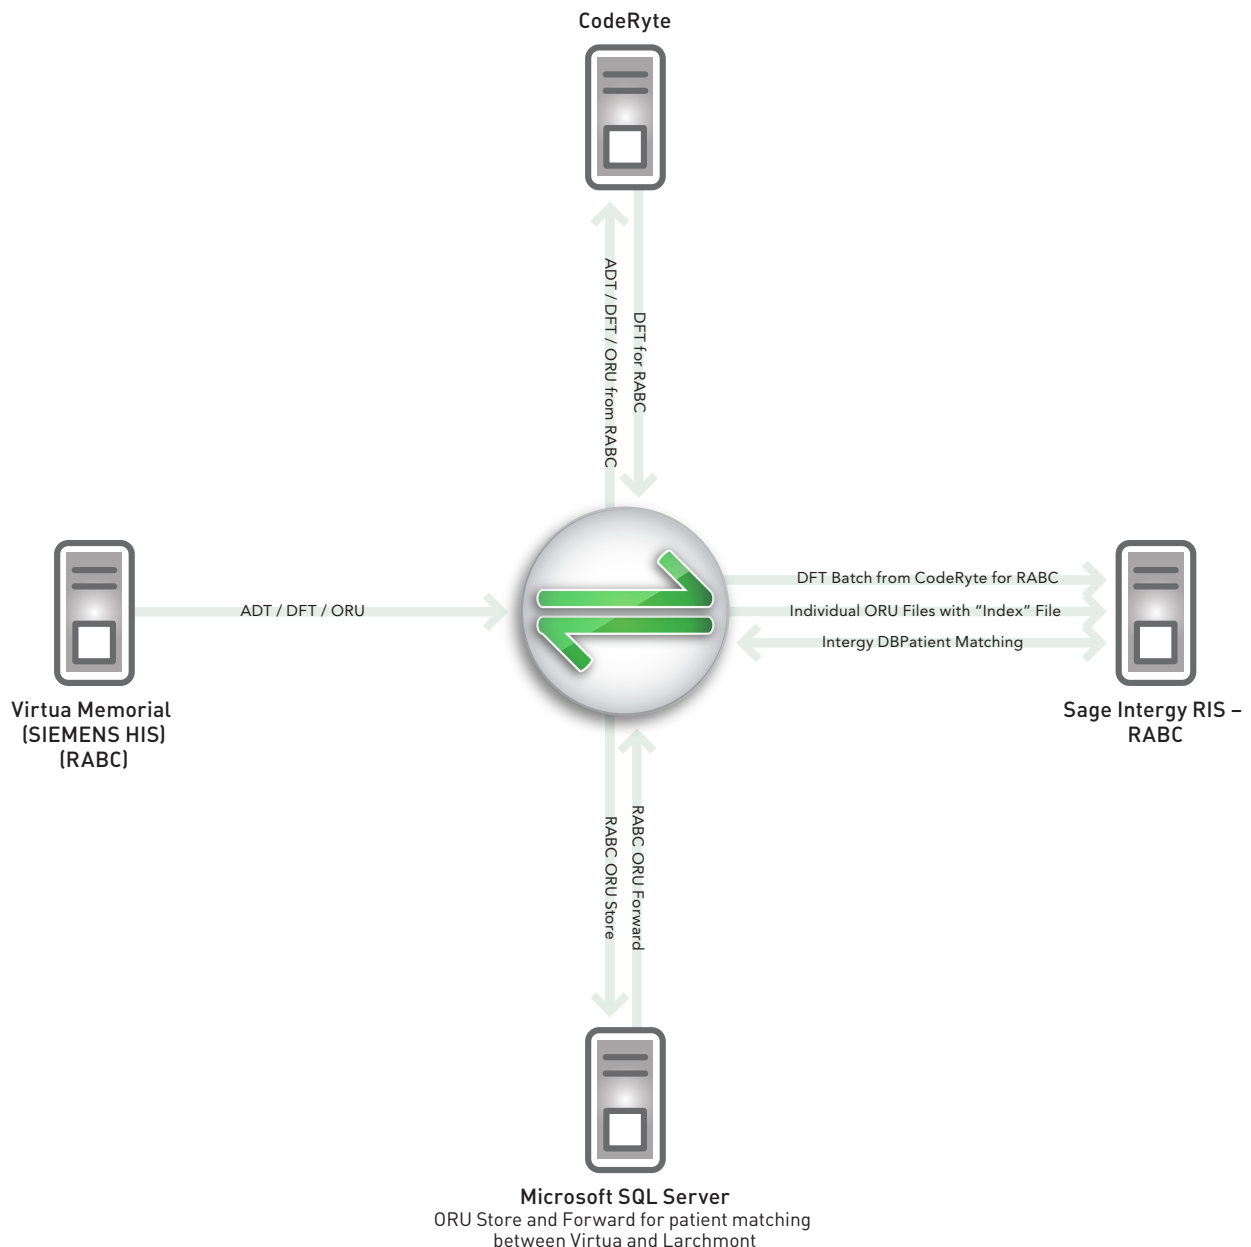 CodeRyte
ADT / DFT / ORU from RABC
DFT for RABC
ADT / DFT / ORU
DFT Batch from CodeRyte for RABC
Individual ORU Files with “Index” File
Intergy DBPatient Matching
Virtua Memorial
(SIEMENS HIS)
(RABC)
Sage Intergy RIS –
RABC
RABC ORU Store
RABC ORU Forward
Microsoft SQL Server
ORU Store and Forward for patient matching
between Virtua and Larchmont